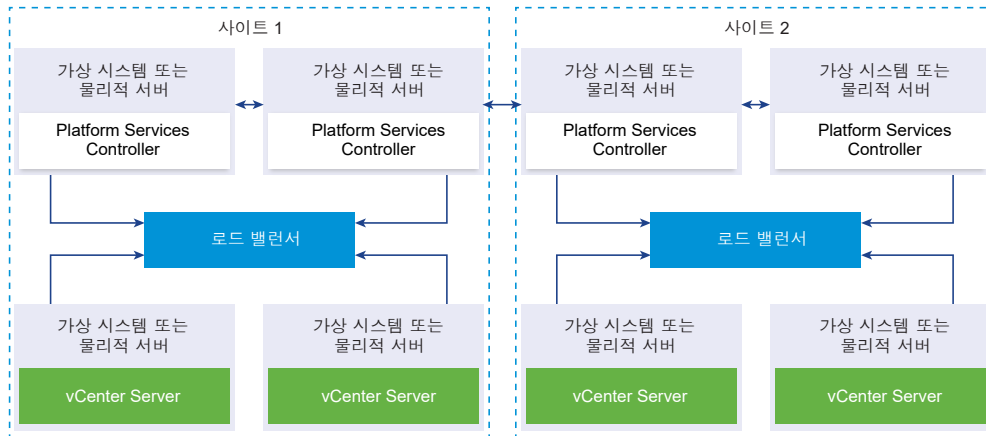 사이트 1
가상 시스템 또는
물리적 서버
Platform Services
Controller
가상 시스템 또는
물리적 서버
Platform Services
Controller
로드 밸런서
가상 시스템 또는
물리적 서버
vCenter Server
가상 시스템 또는
물리적 서버
vCenter Server
사이트 2
가상 시스템 또는
물리적 서버
Platform Services
Controller
가상 시스템 또는
물리적 서버
Platform Services
Controller
로드 밸런서
가상 시스템 또는
물리적 서버
vCenter Server
가상 시스템 또는
물리적 서버
vCenter Server